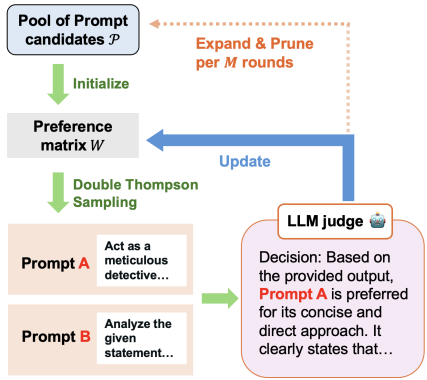 Pool of Prompt
candidates 𝒫
Expand & Prune
per M rounds
Initialize
Preference
matrix W
Update
Double Thompson
Sampling
Prompt A
Act as a
meticulous
detective...
Prompt B
Analyze the
given
statement...
LLM judge
Decision: Based on
the provided output,
Prompt A is preferred
for its concise and
direct approach. It
clearly states that...